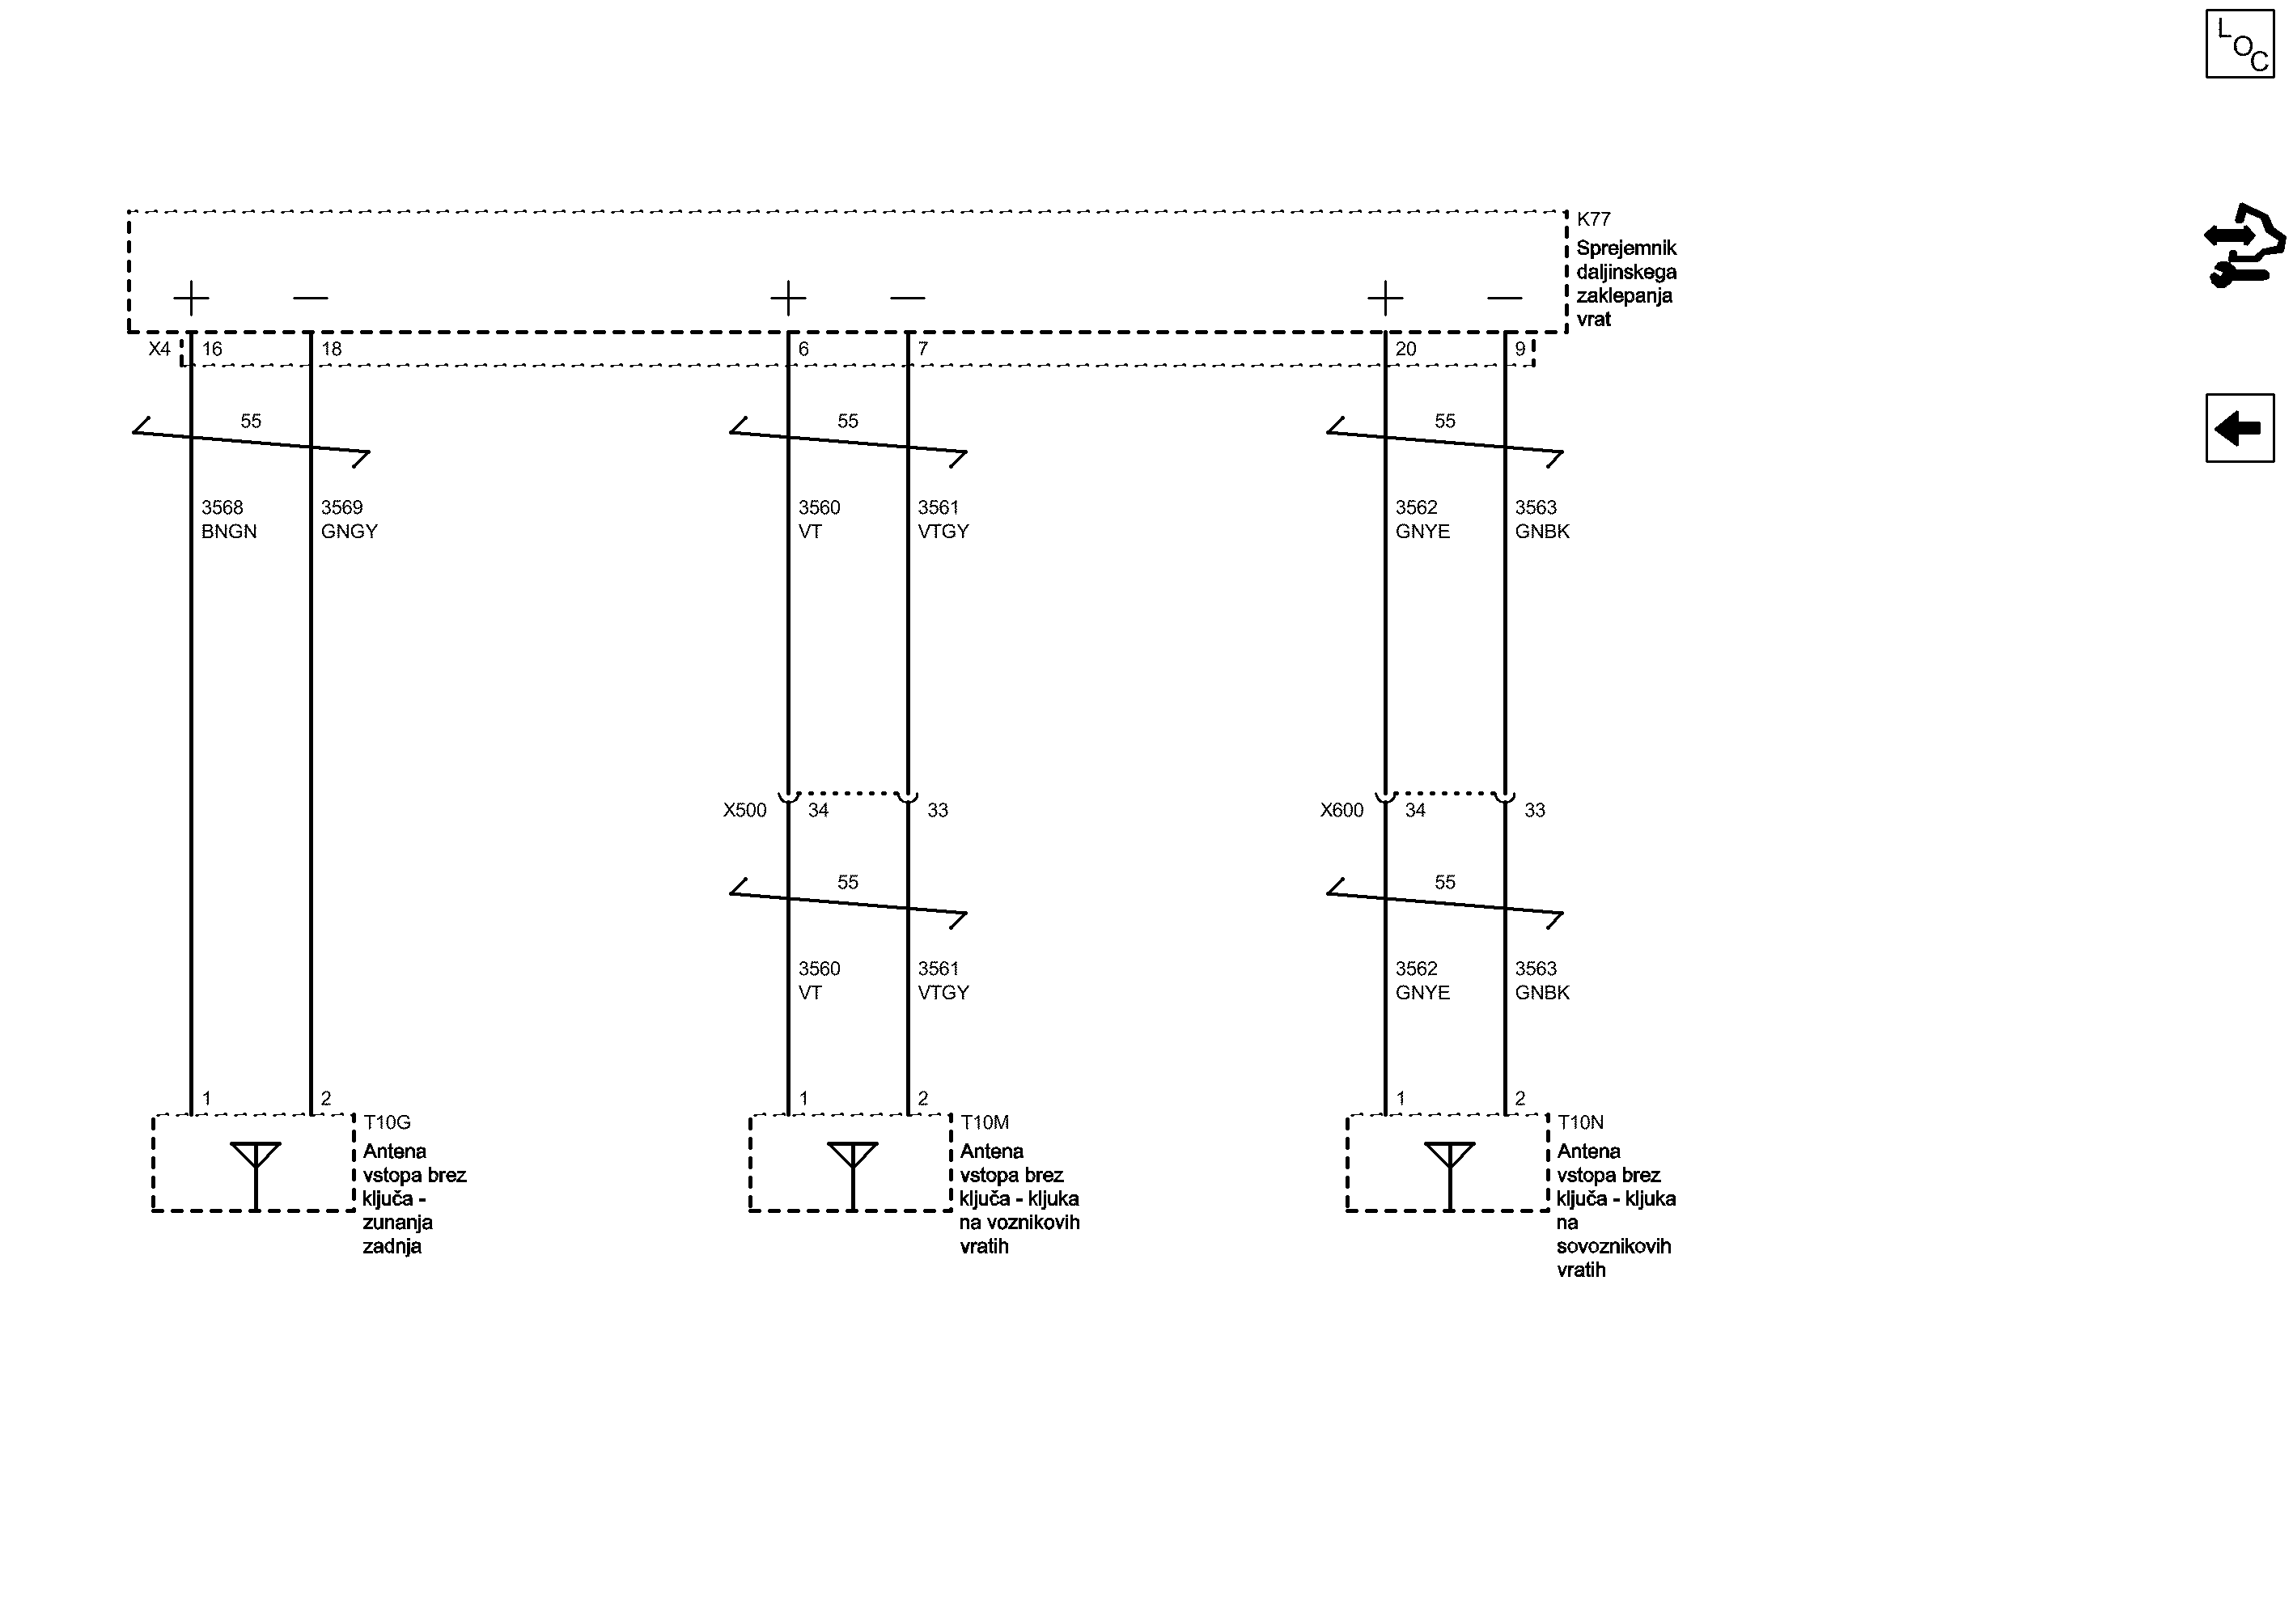 LOC
K77
Sprejemnik
daljinskega
zaklepanja
vrat
X4 16 18 6 7 20 9
55 55 55
3568 3569 3560 3561 3562 3563
BNGN GNGY VT VTGY GNYE GNBK
X500 34 33 X600 34 33
55 55
3560 3561 3562 3563
VT VTGY GNYE GNBK
1 2 1 2 1 2
T10G
Antena
vstopa brez
ključa -
zunanja
zadnja
T10M
Antena
vstopa brez
ključa - kljuka
na voznikovih
vratih
T10N
Antena
vstopa brez
ključa - kljuka
na
sovoznikovih
vratih